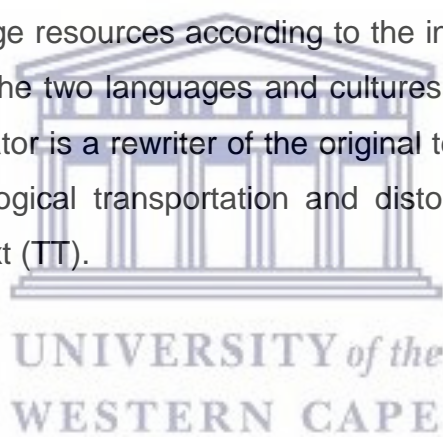 ge resources according to the in
he two languages and cultures
tor is a rewriter of the original t
ogical transportation and disto
t (TT).
UNIVERSITY of the
WESTERN CAPE